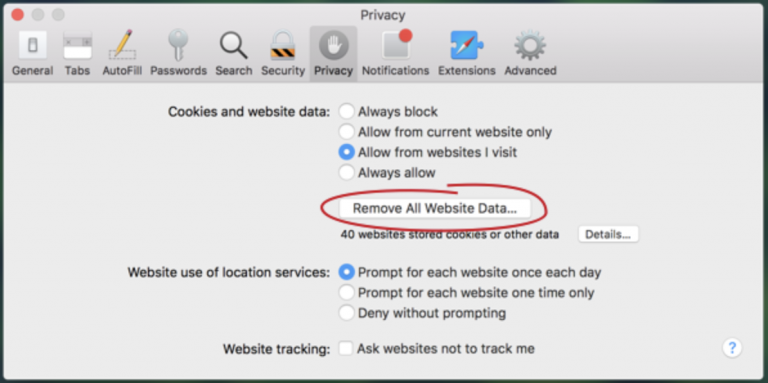 Privacy
General Tabs AutoFill Passwords Search Security Privacy Notifications Extensions Advanced
Cookies and website data: Always block
Allow from current website only
Allow from websites I visit
Always allow
Remove All Website Data...
40 websites stored cookies or other data Details...
Website use of location services: Prompt for each website once each day
Prompt for each website one time only
Deny without prompting
Website tracking: Ask websites not to track me ?